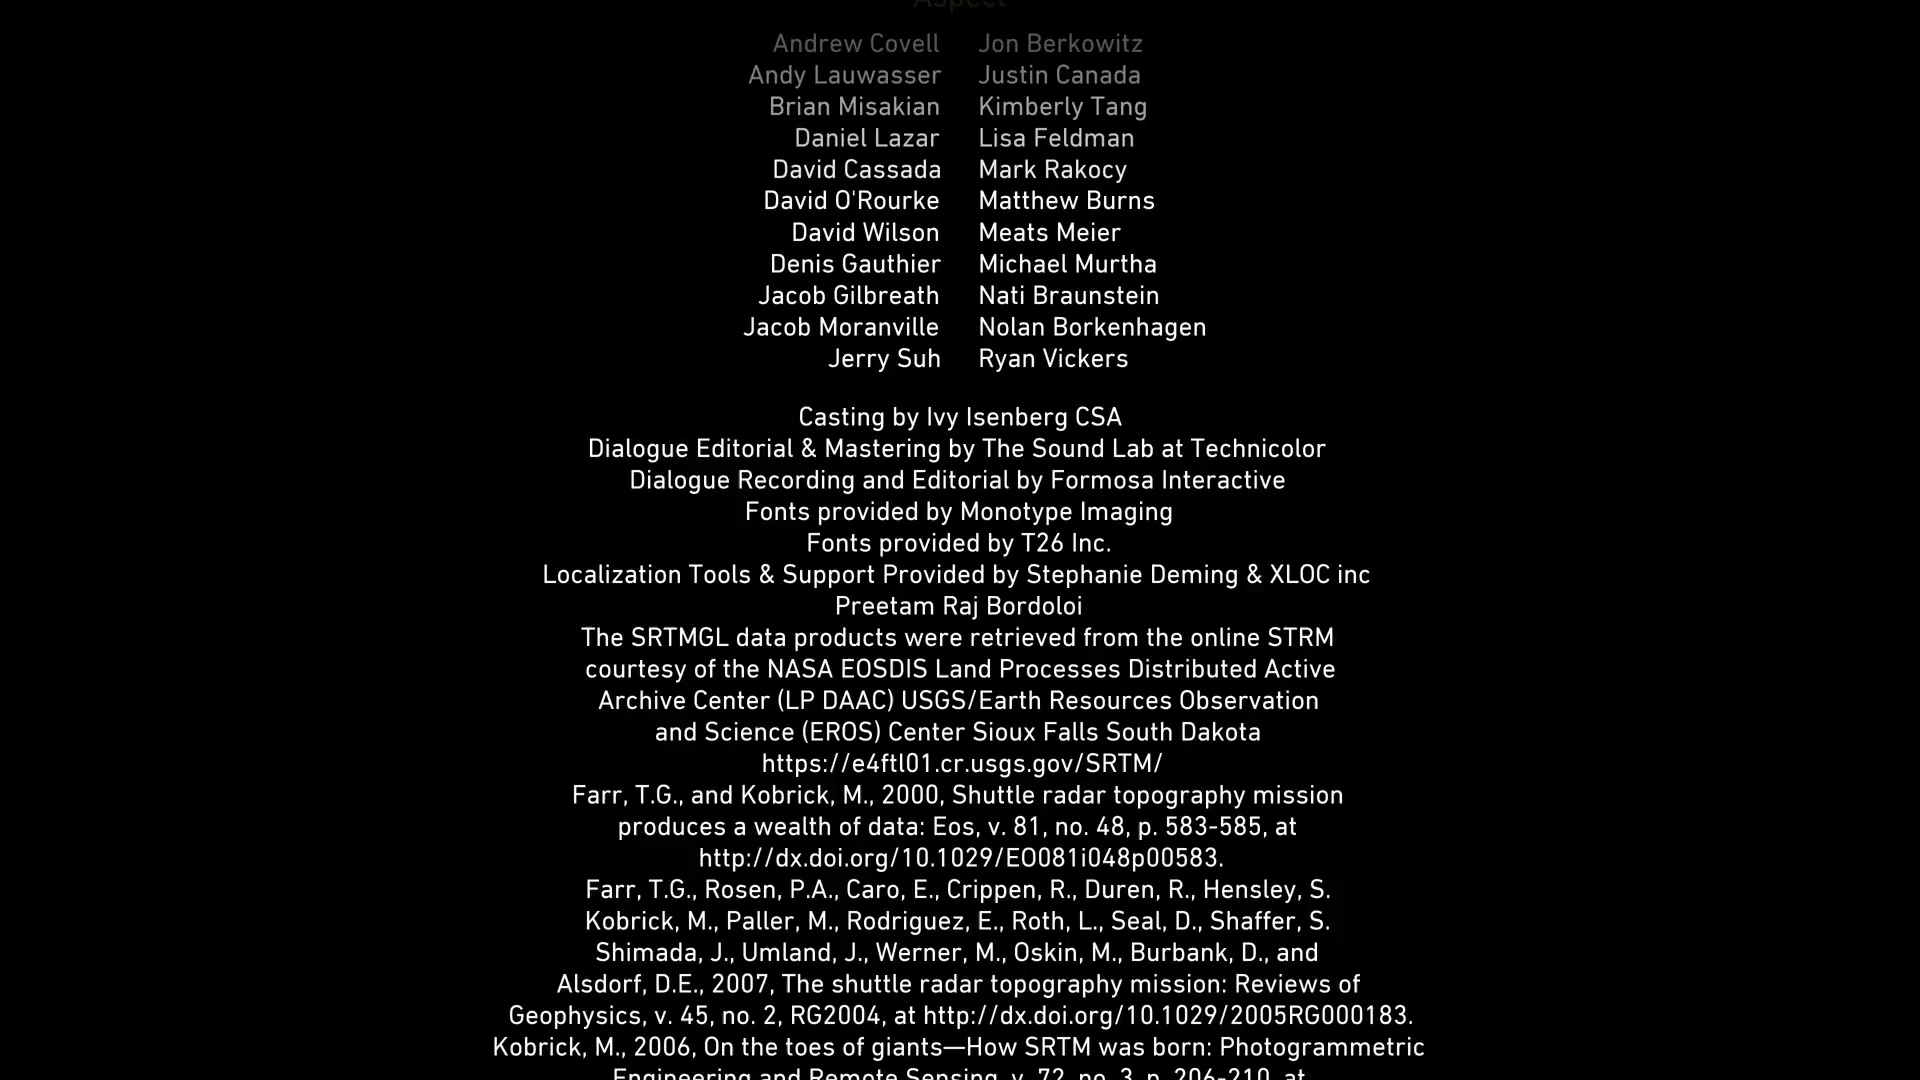 Aspect
Andrew Covell Jon Berkowitz
Andy Lauwasser Justin Canada
Brian Misakian Kimberly Tang
Daniel Lazar Lisa Feldman
David Cassada Mark Rakocy
David O'Rourke Matthew Burns
David Wilson Meats Meier
Denis Gauthier Michael Murtha
Jacob Gilbreath Nati Braunstein
Jacob Moranville Nolan Borkenhagen
Jerry Suh Ryan Vickers
Casting by Ivy Isenberg CSA
Dialogue Editorial & Mastering by The Sound Lab at Technicolor
Dialogue Recording and Editorial by Formosa Interactive
Fonts provided by Monotype Imaging
Fonts provided by T26 Inc.
Localization Tools & Support Provided by Stephanie Deming & XLOC inc
Preetam Raj Bordoloi
The SRTMGL data products were retrieved from the online STRM
courtesy of the NASA EOSDIS Land Processes Distributed Active
Archive Center (LP DAAC) USGS/Earth Resources Observation
and Science (EROS) Center Sioux Falls South Dakota
https://e4ftl01.cr.usgs.gov/SRTM/
Farr, T.G., and Kobrick, M., 2000, Shuttle radar topography mission
produces a wealth of data: Eos, v. 81, no. 48, p. 583-585, at
http://dx.doi.org/10.1029/EO081i048p00583.
Farr, T.G., Rosen, P.A., Caro, E., Crippen, R., Duren, R., Hensley, S.
Kobrick, M., Paller, M., Rodriguez, E., Roth, L., Seal, D., Shaffer, S.
Shimada, J., Umland, J., Werner, M., Oskin, M., Burbank, D., and
Alsdorf, D.E., 2007, The shuttle radar topography mission: Reviews of
Geophysics, v. 45, no. 2, RG2004, at http://dx.doi.org/10.1029/2005RG000183.
Kobrick, M., 2006, On the toes of giants—How SRTM was born: Photogrammetric
Engineering and Remote Sensing, v. 72, no. 3, p. 206-210, at